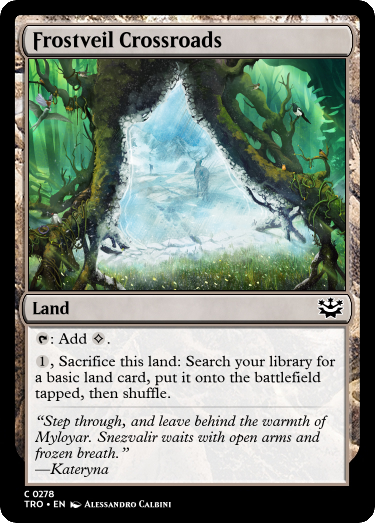 Frostveil Crossroads
Land
: Add .
1, Sacrifice this land: Search your library for
a basic land card, put it onto the battlefield
tapped, then shuffle.
“Step through, and leave behind the warmth of
Myloyar. Snezvalir waits with open arms and
frozen breath.”
—Kateryna
C 0278
TRO • EN Alessandro Calbini